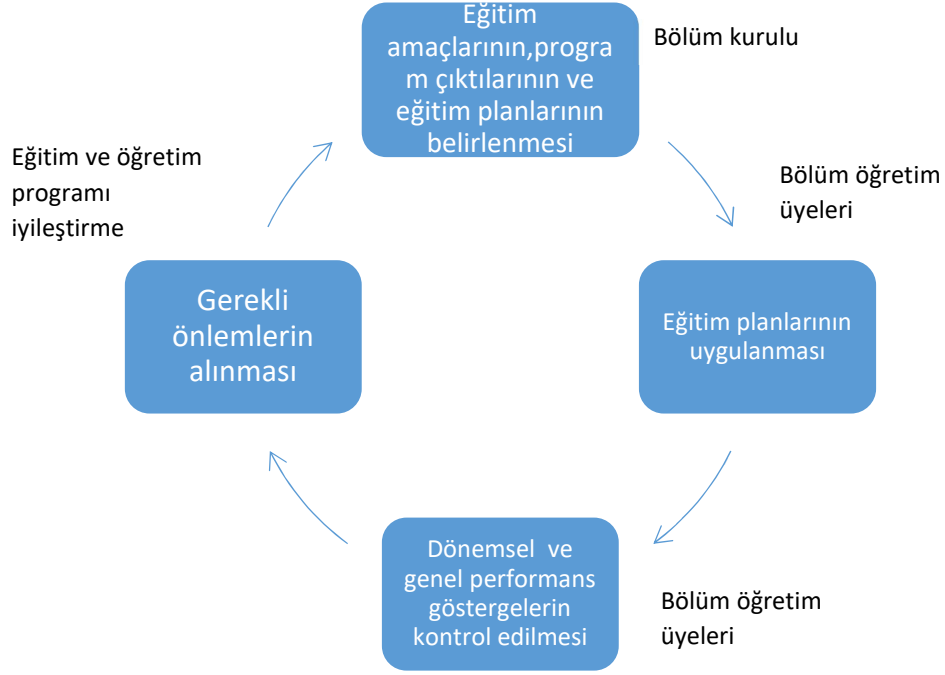 Eğitim
amaçlarının,progra
m çıktılarının ve
eğitim planlarının
belirlenmesi
Bölüm kurulu
Eğitim ve öğretim
programı
iyileştirme
Bölüm öğretim
üyeleri
Gerekli
önlemlerin
alınması
Eğitim planlarının
uygulanması
Dönemsel ve
genel performans
göstergelerin
kontrol edilmesi
Bölüm öğretim
üyeleri